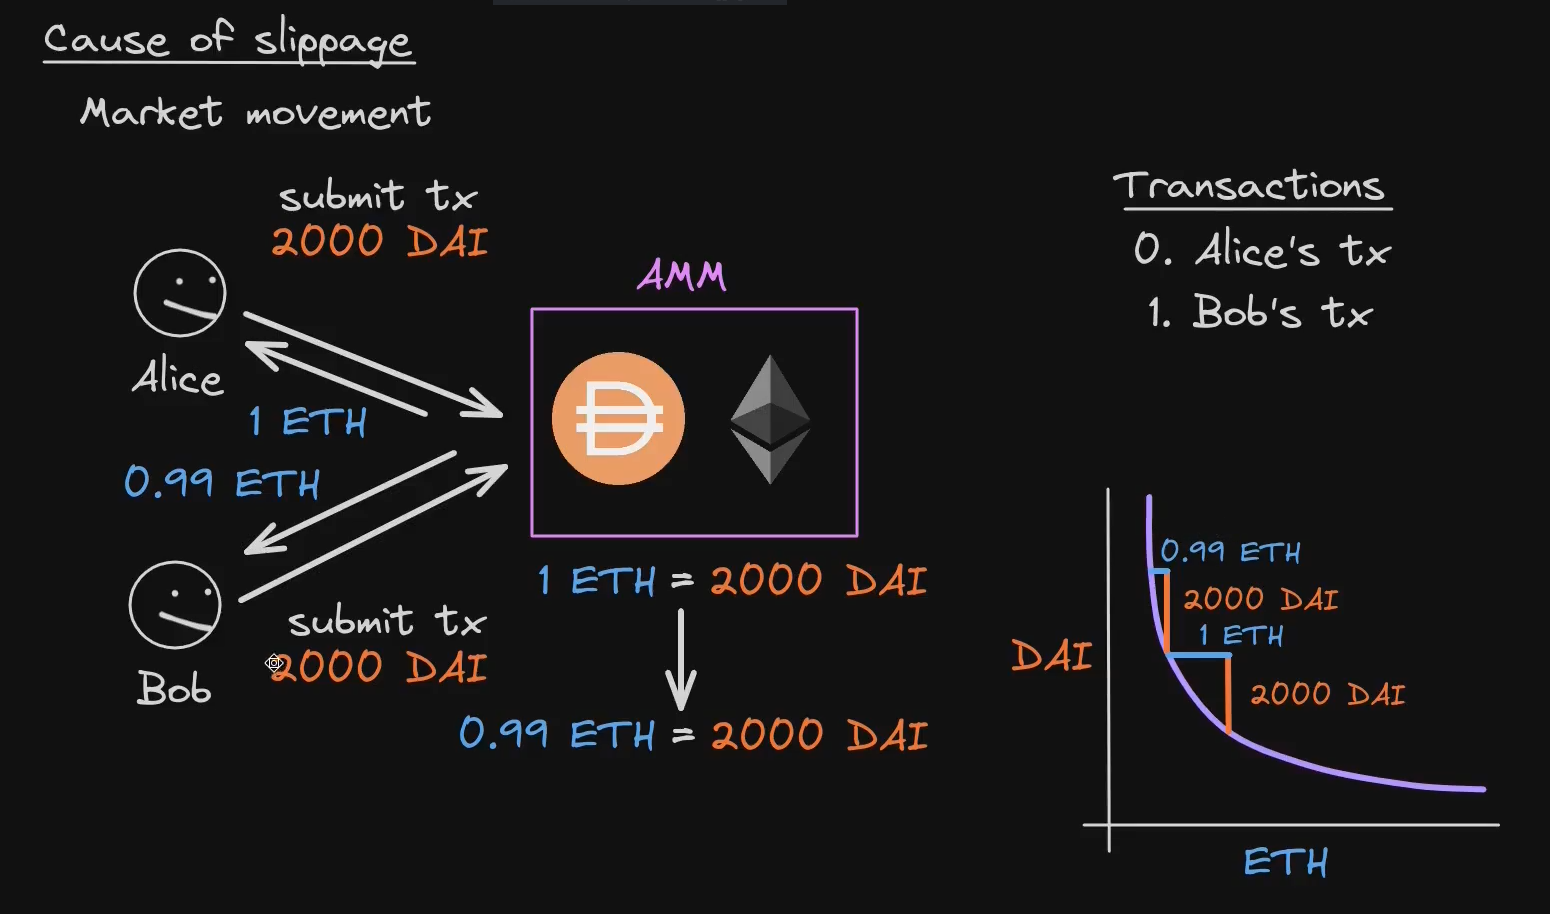 Cause of slippage
Market movement
submit tx
2000 DAI
Alice
1 ETH
0.99 ETH
Bob
submit tx
2000 DAI
AMM
1 ETH = 2000 DAI
0.99 ETH = 2000 DAI
Transactions
0. Alice's tx
1. Bob's tx
0.99 ETH
2000 DAI
1 ETH
2000 DAI
DAI
ETH